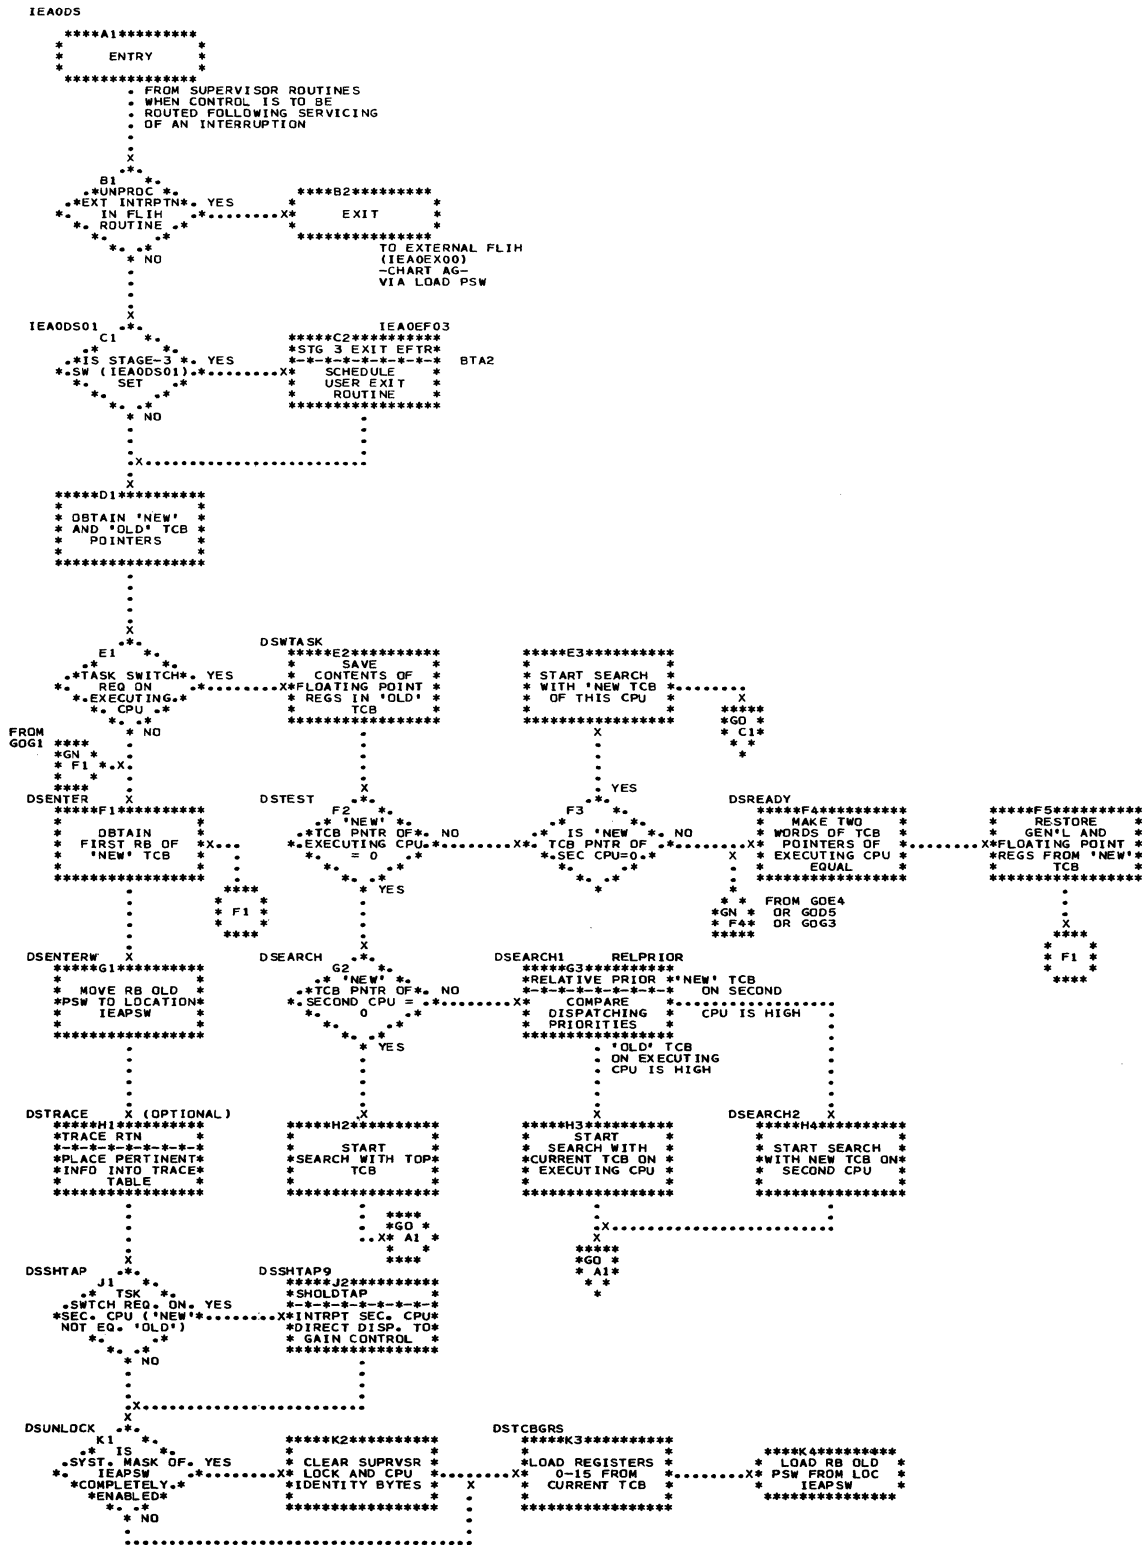 IEAODS
A1
ENTRY
FROM SUPERVISOR ROUTINES
WHEN CONTROL IS TO BE
ROUTED FOLLOWING SERVICING
OF AN INTERRUPTION
B1
UNPROC
EXT INTRPTN
IN FLIH
ROUTINE
YES
NO
B2
EXIT
TO EXTERNAL FLIH
(IEA0EX00)
-CHART AG-
VIA LOAD PSW
IEAODS01
C1
IS STAGE-3
SW (IEAODS01)
SET
YES
NO
IEAOEF03
C2
STG 3 EXIT EFTR
SCHEDULE
USER EXIT
ROUTINE
BTA2
D1
OBTAIN 'NEW'
AND 'OLD' TCB
POINTERS
E1
TASK SWITCH
REQ ON
EXECUTING
CPU
YES
NO
DSWTASK
E2
SAVE
CONTENTS OF
FLOATING POINT
REGS IN 'OLD'
TCB
E3
START SEARCH
WITH 'NEW TCB
OF THIS CPU
GO
C1
FROM
GOG1
GN
F1
DSENTER
F1
OBTAIN
FIRST RB OF
'NEW' TCB
F1
DSTEST
F2
'NEW'
TCB PNTR OF
EXECUTING CPU
= 0
NO
YES
F3
IS 'NEW
TCB PNTR OF
SEC CPU=0
YES
NO
DSREADY
F4
MAKE TWO
WORDS OF TCB
POINTERS OF
EXECUTING CPU
EQUAL
GN
F4
FROM GOE4
OR GOD5
OR GOG3
F5
RESTORE
GEN'L AND
FLOATING POINT
REGS FROM 'NEW'
TCB
F1
DSENTERW
G1
MOVE RB OLD
PSW TO LOCATION
IEAPSW
DSEARCH
G2
'NEW'
TCB PNTR OF
SECOND CPU =
0
NO
YES
DSEARCH1
RELPRIOR
G3
RELATIVE PRIOR
COMPARE
DISPATCHING
PRIORITIES
'NEW' TCB
ON SECOND
CPU IS HIGH
'OLD' TCB
ON EXECUTING
CPU IS HIGH
DSTRACE
(OPTIONAL)
H1
TRACE RTN
PLACE PERTINENT
INFO INTO TRACE
TABLE
H2
START
SEARCH WITH TOP
TCB
GO
A1
H3
START
SEARCH WITH
CURRENT TCB ON
EXECUTING CPU
DSEARCH2
H4
START SEARCH
WITH NEW TCB ON
SECOND CPU
GO
A1
DSSHTAP
J1
TSK
SWTCH REQ. ON
SEC. CPU ('NEW'
NOT EQ. 'OLD')
YES
NO
DSSHTAP9
J2
SHOLDTAP
INTRPT SEC. CPU
DIRECT DISP. TO
GAIN CONTROL
DSUNLOCK
K1
IS
SYST. MASK OF
IEAPSW
COMPLETELY
ENABLED
YES
NO
K2
CLEAR SUPRVSR
LOCK AND CPU
IDENTITY BYTES
DSTCBGRS
K3
LOAD REGISTERS
0-15 FROM
CURRENT TCB
K4
LOAD RB OLD
PSW FROM LOC
IEAPSW